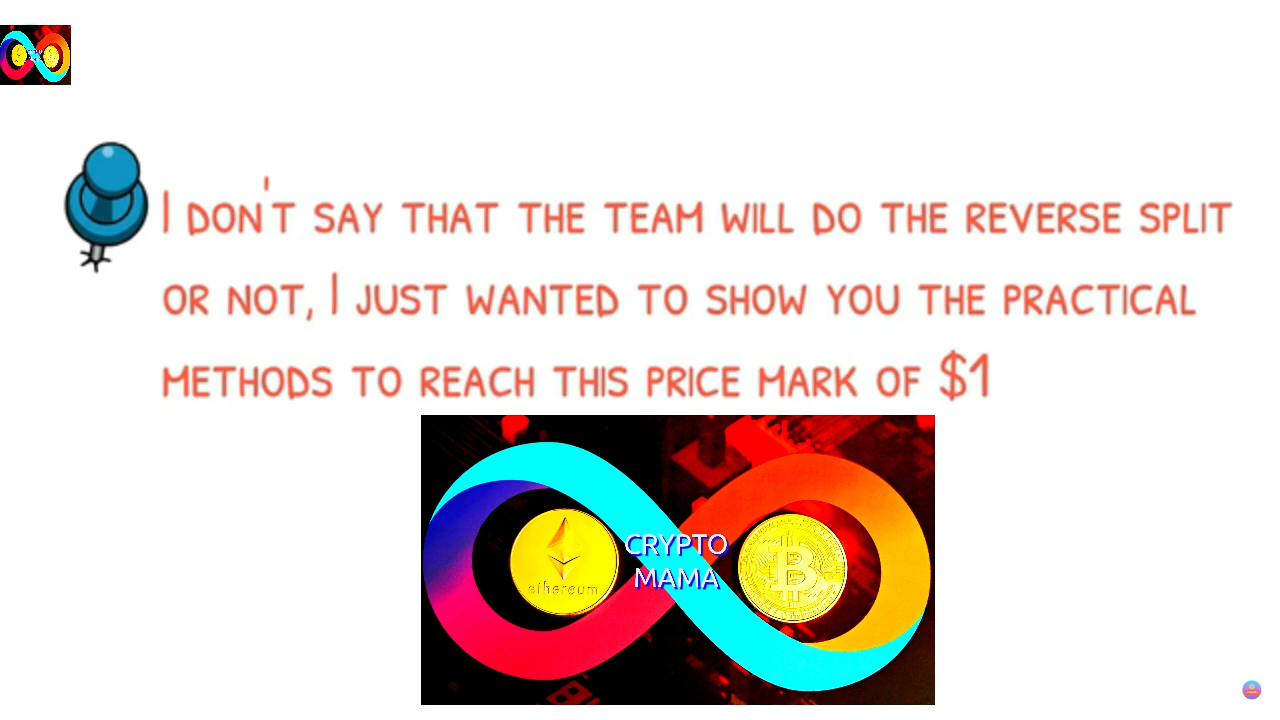 I DON'T SAY THAT THE TEAM WILL DO THE REVERSE SPLIT
OR NOT, I JUST WANTED TO SHOW YOU THE PRACTICAL
METHODS TO REACH THIS PRICE MARK OF $1
CRYPTO
MAMA
ethereum